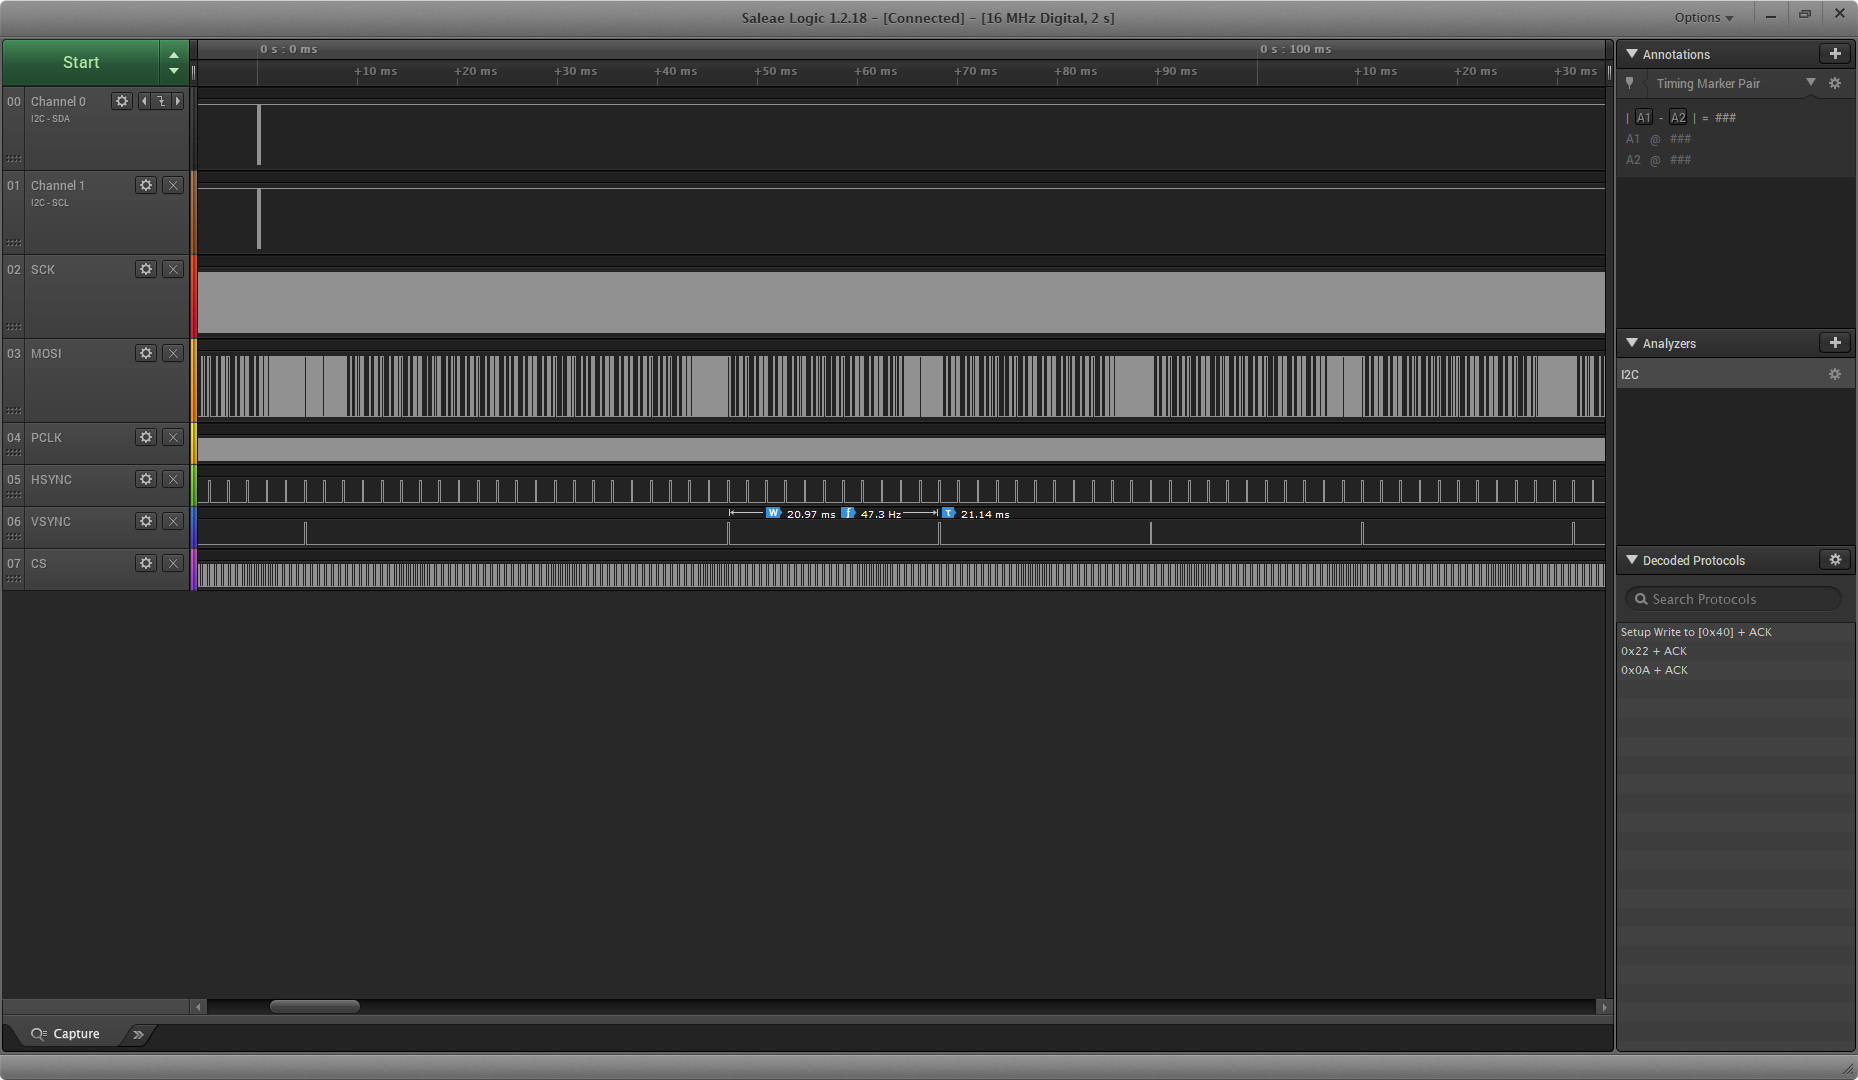 Saleae Logic 1.2.18 - [Connected] - [16 MHz Digital, 2 s]
Options
Start
0 s : 0 ms
0 s : 100 ms
+10 ms
+20 ms
+30 ms
+40 ms
+50 ms
+60 ms
+70 ms
+80 ms
+90 ms
+10 ms
+20 ms
+30 ms
00 Channel 0
I2C - SDA
01 Channel 1
I2C - SCL
02 SCK
03 MOSI
04 PCLK
05 HSYNC
06 VSYNC
W 20.97 ms f 47.3 Hz τ 21.14 ms
07 CS
Capture
Annotations
Timing Marker Pair
| A1 - A2 | = ###
A1 @ ###
A2 @ ###
Analyzers
I2C
Decoded Protocols
Search Protocols
Setup Write to [0x40] + ACK
0x22 + ACK
0x0A + ACK